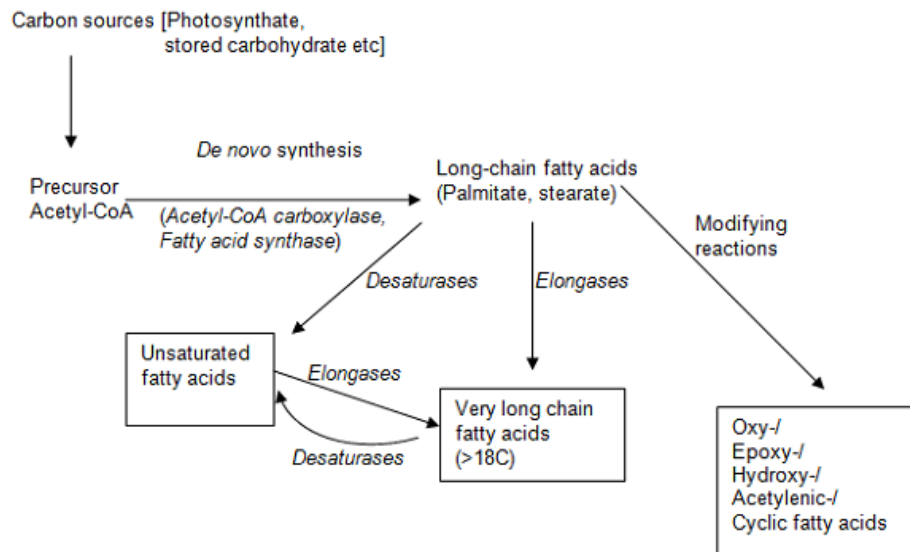 Carbon sources [Photosynthate,
stored carbohydrate etc]
De novo synthesis
Precursor
Acetyl-CoA
(Acetyl-CoA carboxylase,
Fatty acid synthase)
Long-chain fatty acids
(Palmitate, stearate)
Modifying
reactions
Desaturases
Elongases
Unsaturated
fatty acids
Elongases
Desaturases
Very long chain
fatty acids
(>18C)
Oxy-/
Epoxy-/
Hydroxy-/
Acetylenic-/
Cyclic fatty acids